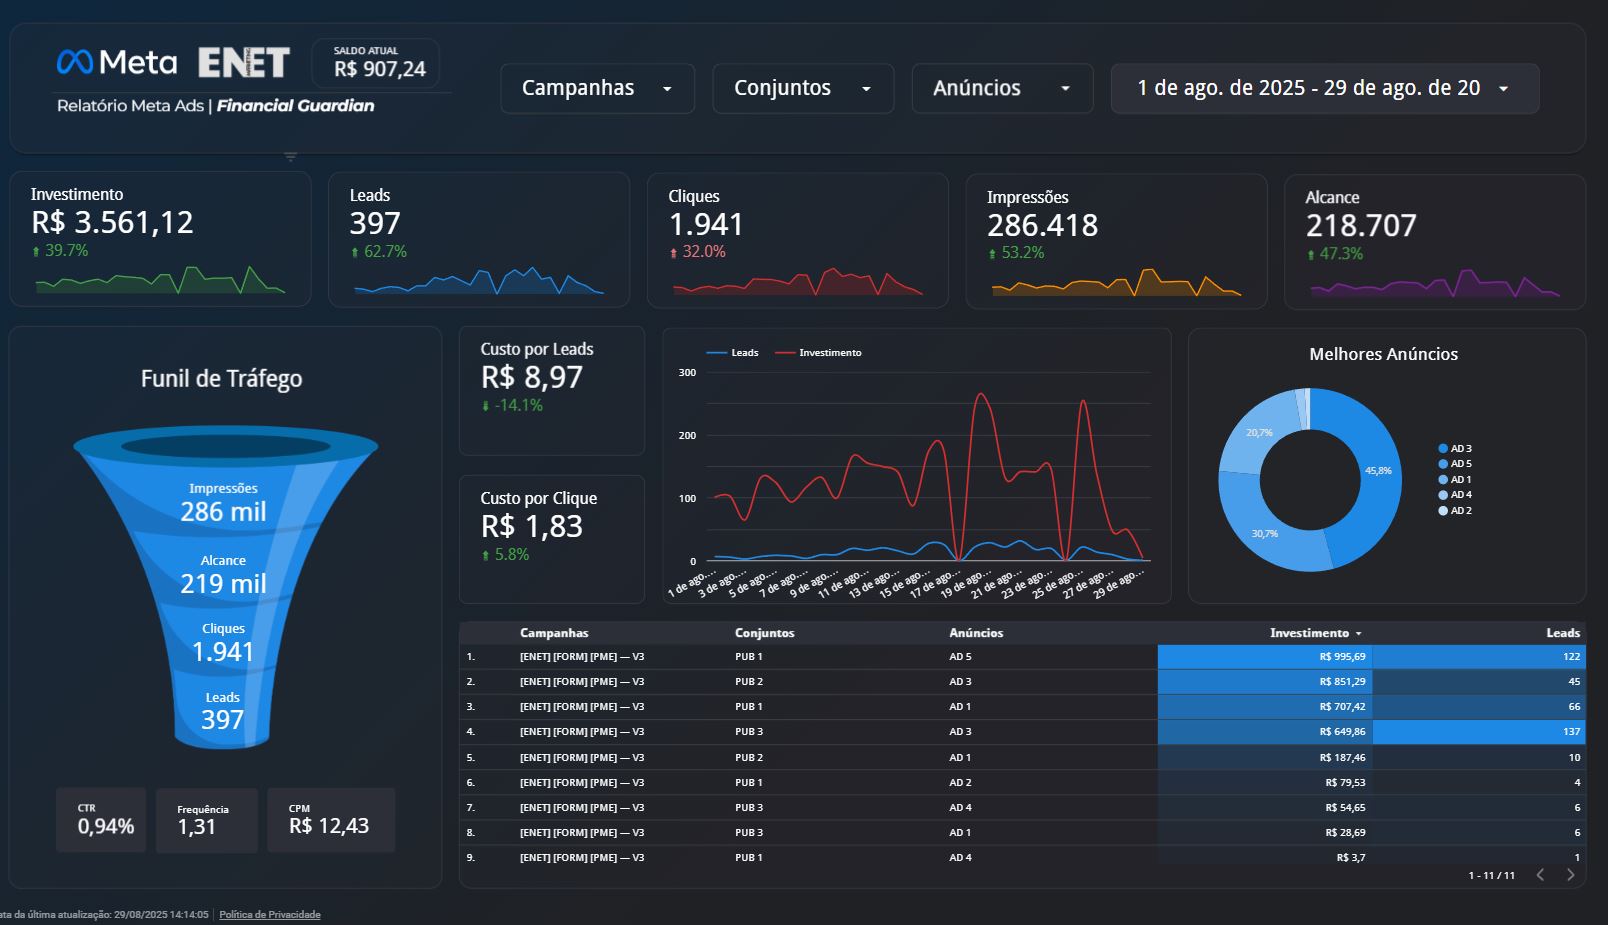 Meta
ENET
SALDO ATUAL
R$ 907,24
Relatório Meta Ads | Financial Guardian
Campanhas
Conjuntos
Anúncios
1 de ago. de 2025 - 29 de ago. de 20
Investimento
R$ 3.561,12
39.7%
Leads
397
62.7%
Cliques
1.941
32.0%
Impressões
286.418
53.2%
Alcance
218.707
47.3%
Funil de Tráfego
Impressões
286 mil
Alcance
219 mil
Cliques
1.941
Leads
397
CTR
0,94%
Frequência
1,31
CPM
R$ 12,43
Custo por Leads
R$ 8,97
-14.1%
Custo por Clique
R$ 1,83
5.8%
Leads
Investimento
300
200
100
0
1 de ago....
3 de ago....
5 de ago....
7 de ago....
9 de ago....
11 de ago...
13 de ago...
15 de ago...
17 de ago...
19 de ago...
21 de ago...
23 de ago...
25 de ago...
27 de ago...
29 de ago...
Melhores Anúncios
45,8%
30,7%
20,7%
AD 3
AD 5
AD 1
AD 4
AD 2
Campanhas Conjuntos Anúncios Investimento Leads
1. [ENET] [FORM] [PME] — V3 PUB 1 AD 5 R$ 995,69 122
2. [ENET] [FORM] [PME] — V3 PUB 2 AD 3 R$ 851,29 45
3. [ENET] [FORM] [PME] — V3 PUB 1 AD 1 R$ 707,42 66
4. [ENET] [FORM] [PME] — V3 PUB 3 AD 3 R$ 649,86 137
5. [ENET] [FORM] [PME] — V3 PUB 2 AD 1 R$ 187,46 10
6. [ENET] [FORM] [PME] — V3 PUB 1 AD 2 R$ 79,53 4
7. [ENET] [FORM] [PME] — V3 PUB 3 AD 4 R$ 54,65 6
8. [ENET] [FORM] [PME] — V3 PUB 3 AD 1 R$ 28,69 6
9. [ENET] [FORM] [PME] — V3 PUB 1 AD 4 R$ 3,7 1
1 - 11 / 11
ata da última atualização: 29/08/2025 14:14:05 Política de Privacidade